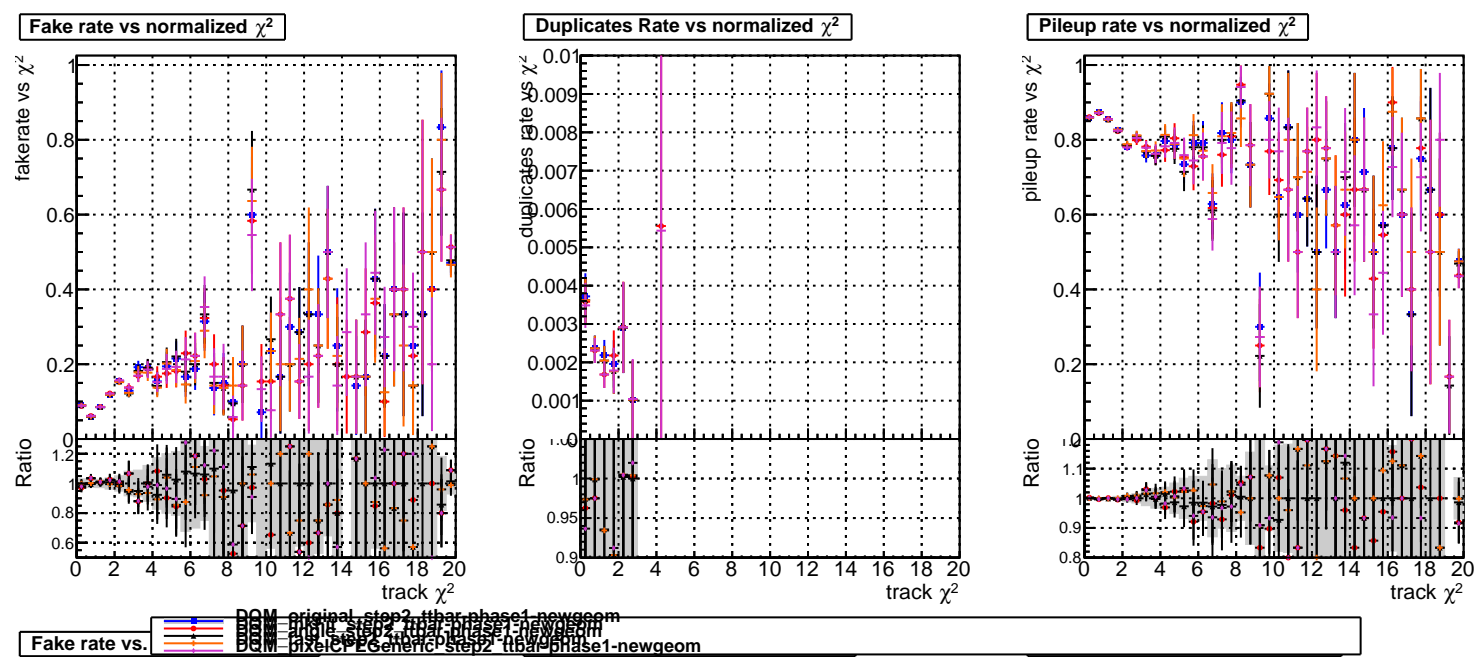 Fake rate vs normalized χ²
Duplicates Rate vs normalized χ²
Pileup rate vs normalized χ²
fakerate vs χ²
1
0.8
0.6
0.4
0.2
0
Ratio
1.2
1
0.8
0.6
0 2 4 6 8 10 12 14 16 18 20
track χ²
duplicates rate vs χ²
0.01
0.009
0.008
0.007
0.006
0.005
0.004
0.003
0.002
0.001
0
Ratio
1
0.95
0.9
0 2 4 6 8 10 12 14 16 18 20
track χ²
pileup rate vs χ²
1
0.8
0.6
0.4
0.2
Ratio
1.1
1
0.9
0.8
0 2 4 6 8 10 12 14 16 18 20
track χ²
DQM_original_step2_ttbar-phase1-newgeom
DQM_angle_step2_ttbar-phase1-newgeom
DQM_pixelCPEGeneric_step2_ttbar-phase1-newgeom
Fake rate vs.